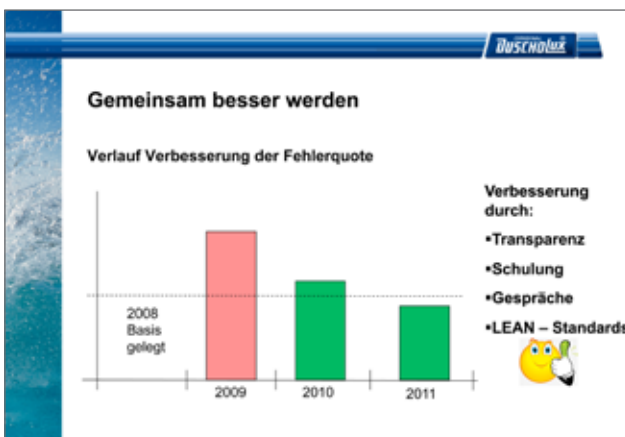 DUSCHOLUX
Gemeinsam besser werden
Verlauf Verbesserung der Fehlerquote
2008
Basis
gelegt
2009
2010
2011
Verbesserung
durch:
▪Transparenz
▪Schulung
▪Gespräche
▪LEAN – Standards